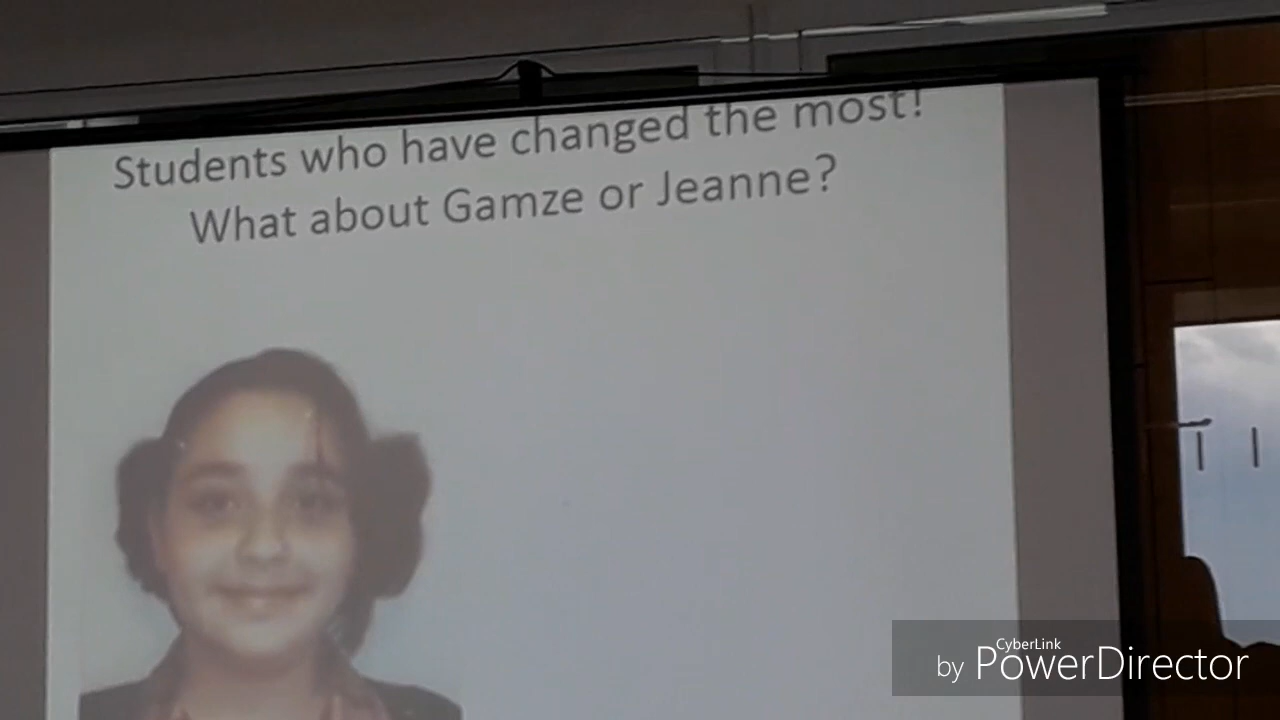 Students who have changed the most!
What about Gamze or Jeanne?
CyberLink
by PowerDirector